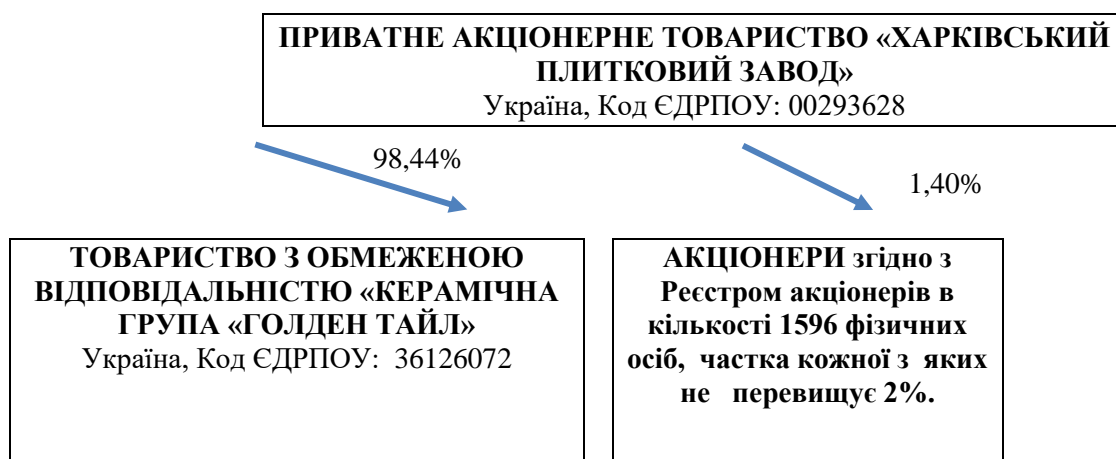 ПРИВАТНЕ АКЦІОНЕРНЕ ТОВАРИСТВО «ХАРКІВСЬКИЙ
ПЛИТКОВИЙ ЗАВОД»
Україна, Код ЄДРПОУ: 00293628
98,44%
1,40%
ТОВАРИСТВО З ОБМЕЖЕНОЮ
ВІДПОВІДАЛЬНІСТЮ «КЕРАМІЧНА
ГРУПА «ГОЛДЕН ТАЙЛ»
Україна, Код ЄДРПОУ: 36126072
АКЦІОНЕРИ згідно з
Реєстром акціонерів в
кількості 1596 фізичних
осіб, частка кожної з яких
не перевищує 2%.